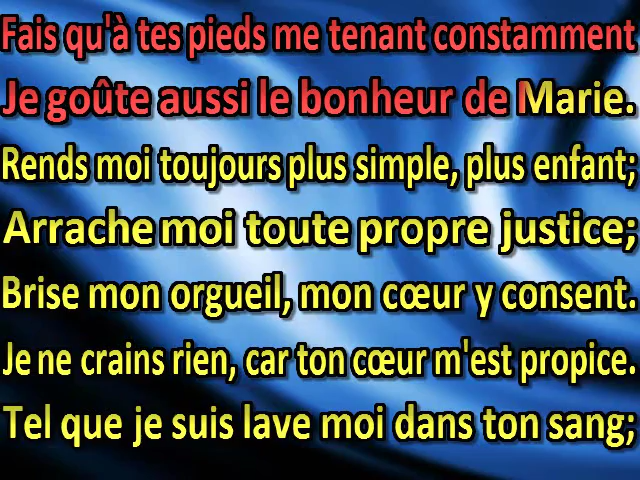 Fais qu'à tes pieds me tenant constamment
Je goûte aussi le bonheur de Marie.
Rends moi toujours plus simple, plus enfant;
Arrache moi toute propre justice;
Brise mon orgueil, mon cœur y consent.
Je ne crains rien, car ton cœur m'est propice.
Tel que je suis lave moi dans ton sang;